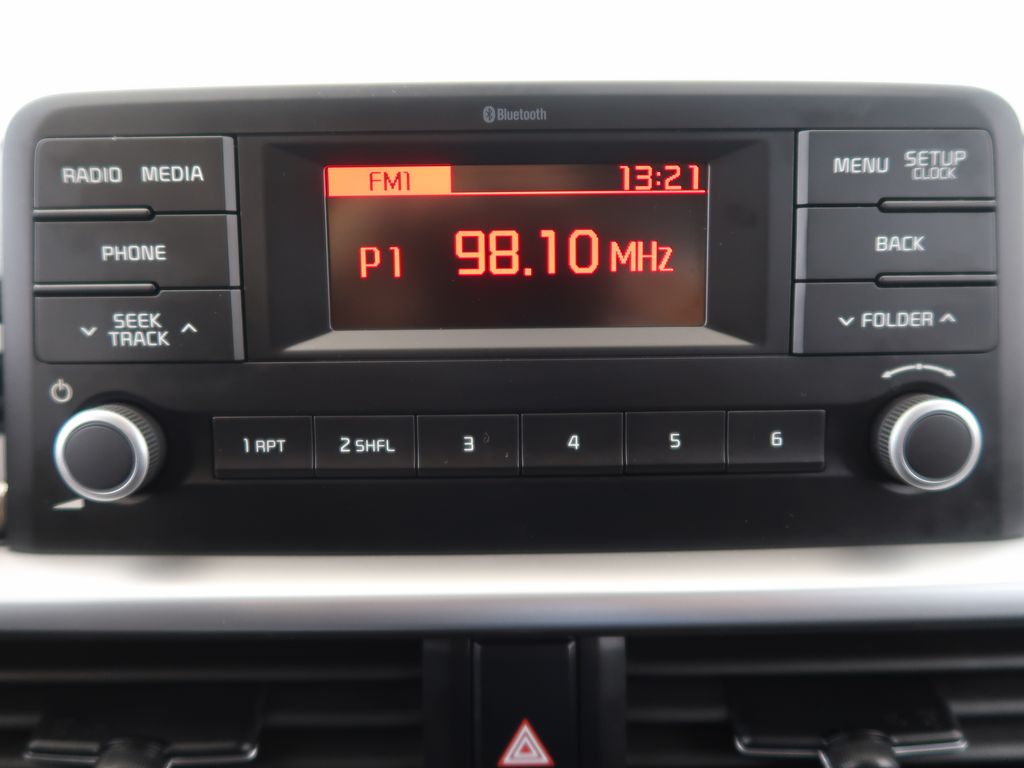 Bluetooth
RADIO MEDIA
PHONE
SEEK
TRACK
FM1 13:21
P1 98.10 MHz
MENU SETUP
CLOCK
BACK
FOLDER
1 RPT 2 SHFL 3 4 5 6